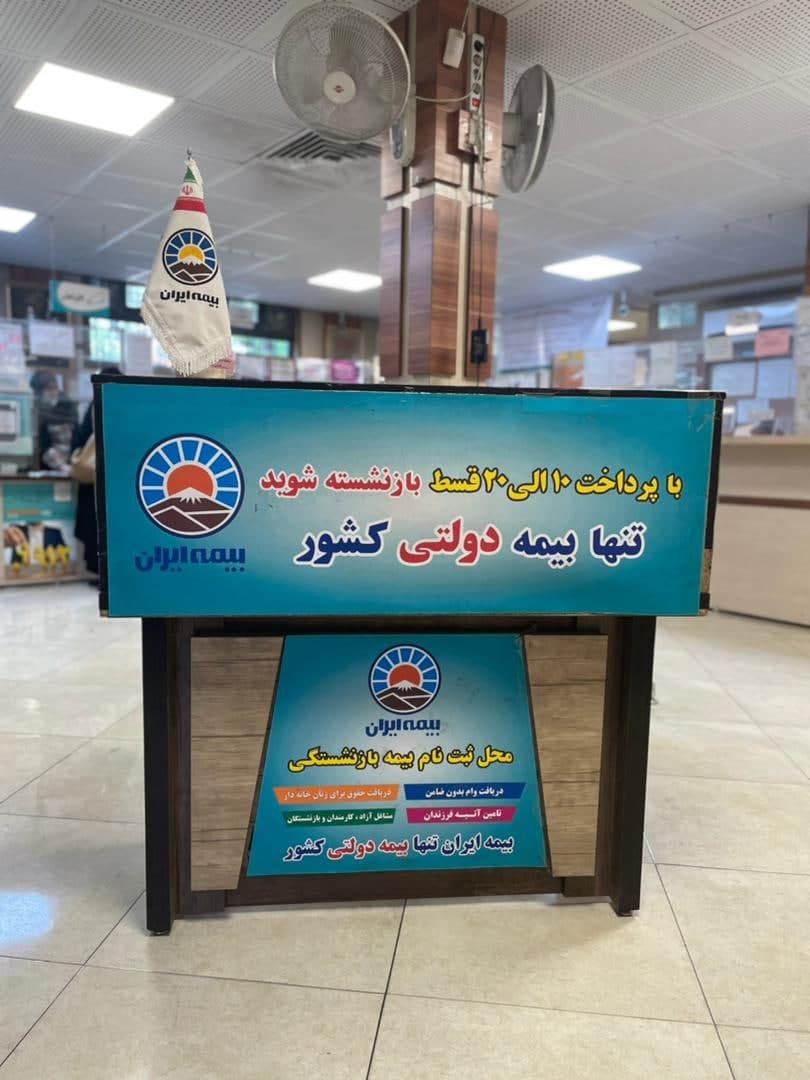 بیمه ایران
با پرداخت ۱۰ الی ۲۰ قسط بازنشسته شوید
تنها بیمه دولتی کشور
بیمه ایران
بیمه ایران
محل ثبت نام بیمه بازنشستگی
دریافت وام بدون ضامن دریافت حقوق برای زنان خانه دار
تامین آتیه فرزندان مشاغل آزاد ، کارمندان و بازنشستگان
بیمه ایران تنها بیمه دولتی کشور